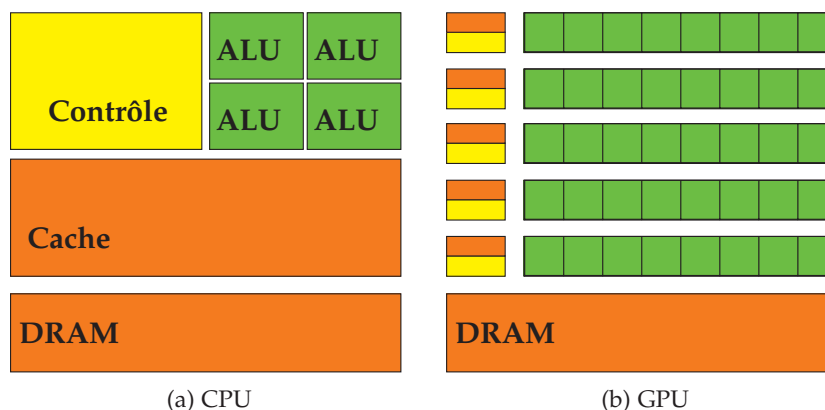 ALU ALU
Contrôle
ALU ALU
Cache
DRAM
DRAM
(a) CPU
(b) GPU